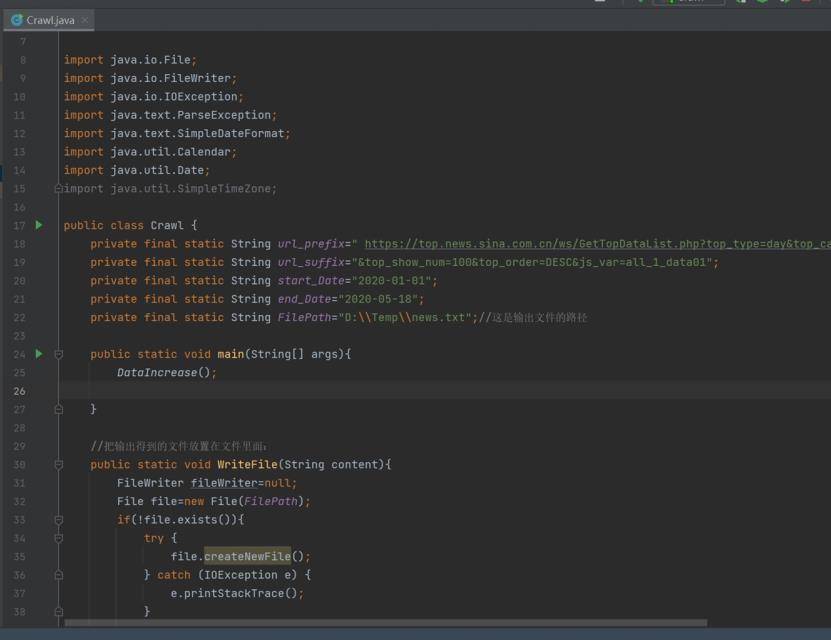 Crawl.java
7
8 import java.io.File;
9 import java.io.FileWriter;
10 import java.io.IOException;
11 import java.text.ParseException;
12 import java.text.SimpleDateFormat;
13 import java.util.Calendar;
14 import java.util.Date;
15 import java.util.SimpleTimeZone;
16
17 public class Crawl {
18 private final static String url_prefix=" https://top.news.sina.com.cn/ws/GetTopDataList.php?top_type=day&top_ca
19 private final static String url_suffix="&top_show_num=100&top_order=DESC&js_var=all_1_data01";
20 private final static String start_Date="2020-01-01";
21 private final static String end_Date="2020-05-18";
22 private final static String FilePath="D:\\Temp\\news.txt";//这是输出文件的路径
23
24 public static void main(String[] args){
25 DataIncrease();
26
27 }
28
29 //把输出得到的文件放置在文件里面：
30 public static void WriteFile(String content){
31 FileWriter fileWriter=null;
32 File file=new File(FilePath);
33 if(!file.exists()){
34 try {
35 file.createNewFile();
36 } catch (IOException e) {
37 e.printStackTrace();
38 }